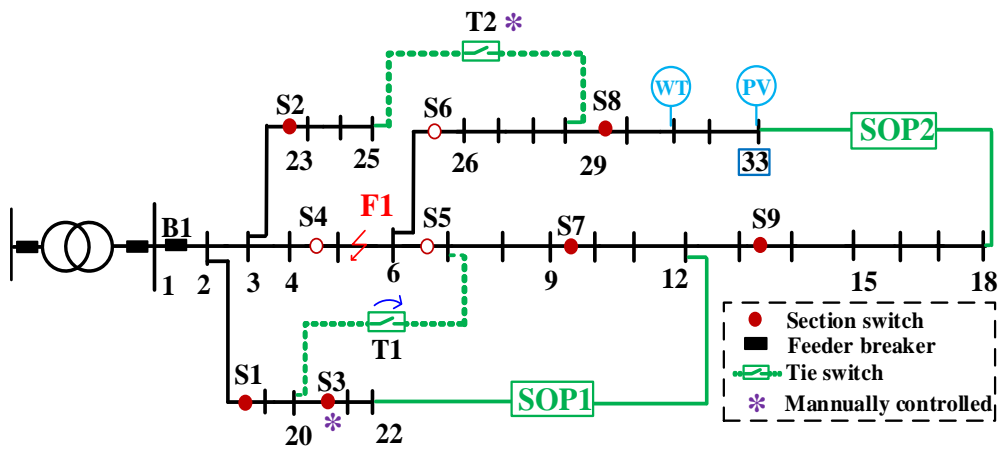 T2 *
S2
S6
S8
WT
PV
SOP2
23
25
26
29
33
F1
B1
S4
S5
S7
S9
1
2
3
4
6
9
12
15
18
T1
S1
S3
*
20
22
SOP1
Section switch
Feeder breaker
Tie switch
* Mannually controlled